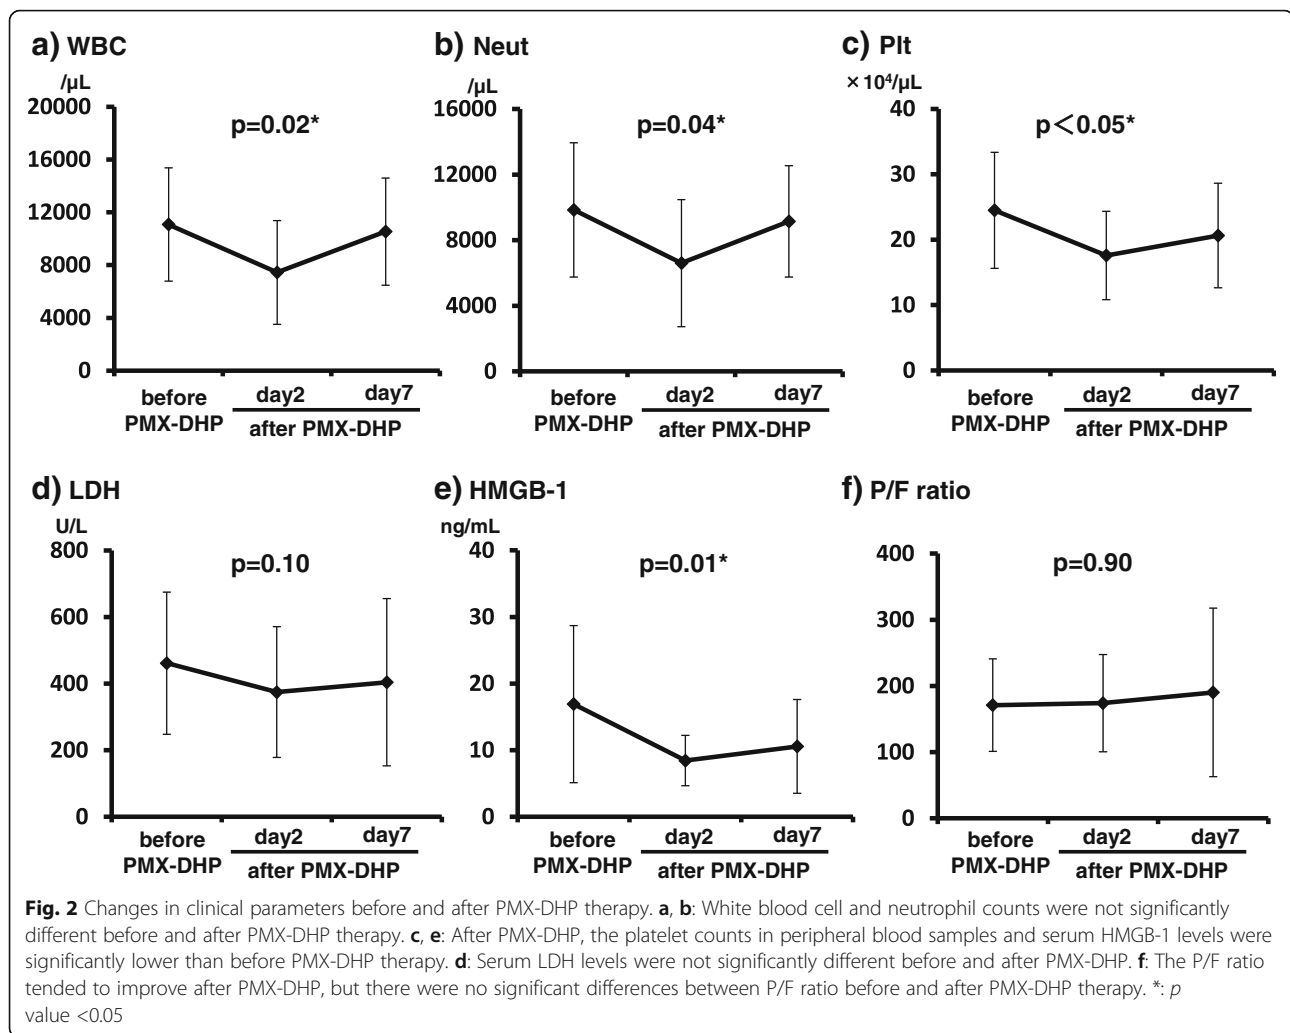 a) WBC
/µL
20000
16000
12000
8000
4000
0
p=0.02*
before
PMX-DHP
day2
day7
after PMX-DHP
b) Neut
/µL
16000
12000
8000
4000
0
p=0.04*
before
PMX-DHP
day2
day7
after PMX-DHP
c) Plt
×10⁴/µL
40
30
20
10
0
p<0.05*
before
PMX-DHP
day2
day7
after PMX-DHP
d) LDH
U/L
800
600
400
200
0
p=0.10
before
PMX-DHP
day2
day7
after PMX-DHP
e) HMGB-1
ng/mL
40
30
20
10
0
p=0.01*
before
PMX-DHP
day2
day7
after PMX-DHP
f) P/F ratio
400
300
200
100
0
p=0.90
before
PMX-DHP
day2
day7
after PMX-DHP
Fig. 2 Changes in clinical parameters before and after PMX-DHP therapy. a, b: White blood cell and neutrophil counts were not significantly
different before and after PMX-DHP therapy. c, e: After PMX-DHP, the platelet counts in peripheral blood samples and serum HMGB-1 levels were
significantly lower than before PMX-DHP therapy. d: Serum LDH levels were not significantly different before and after PMX-DHP. f: The P/F ratio
tended to improve after PMX-DHP, but there were no significant differences between P/F ratio before and after PMX-DHP therapy. *: p
value <0.05